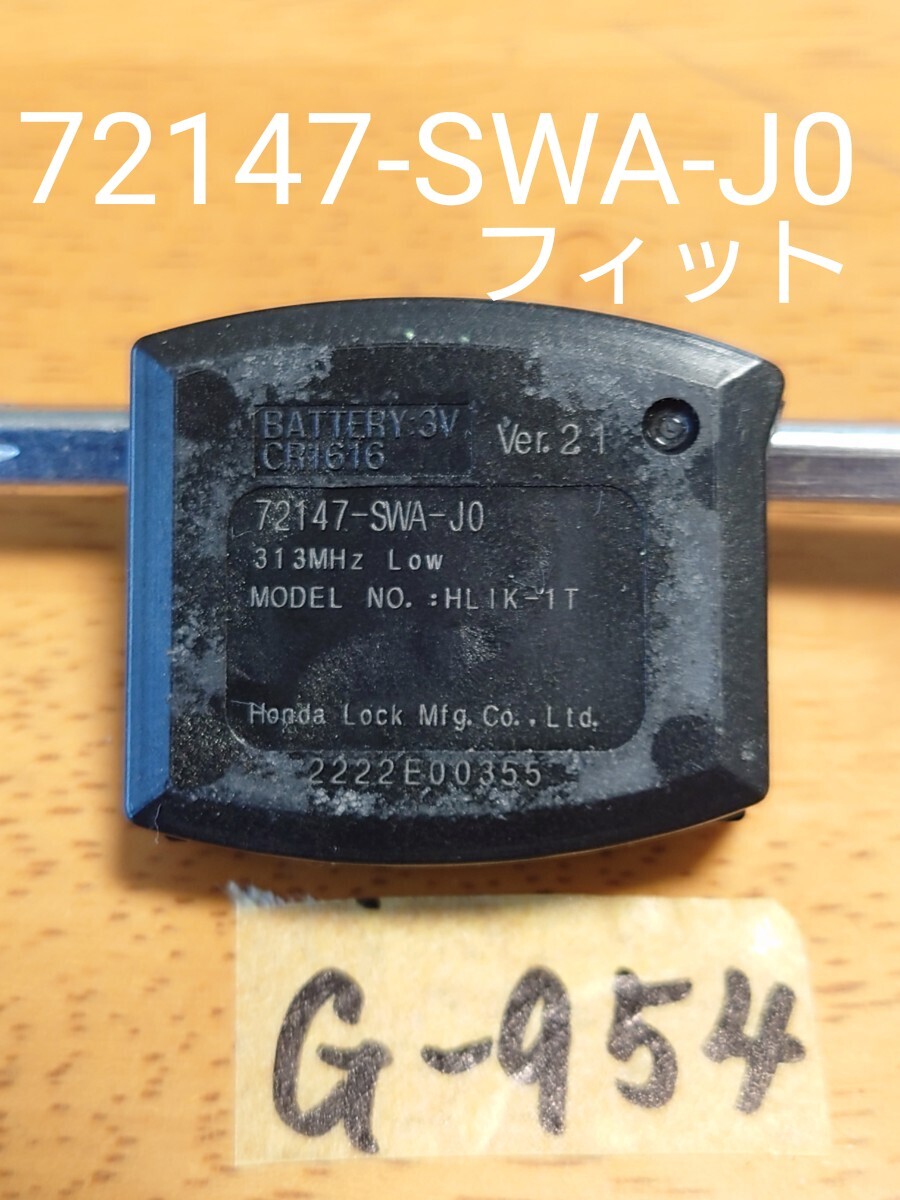 72147-SWA-J0
フィット
BATTERY:3V
CR1616
Ver.2.1
72147-SWA-J0
313MHz Low
MODEL NO.:HLIK-1T
Honda Lock Mfg.Co.,Ltd.
2222E00355
G-954